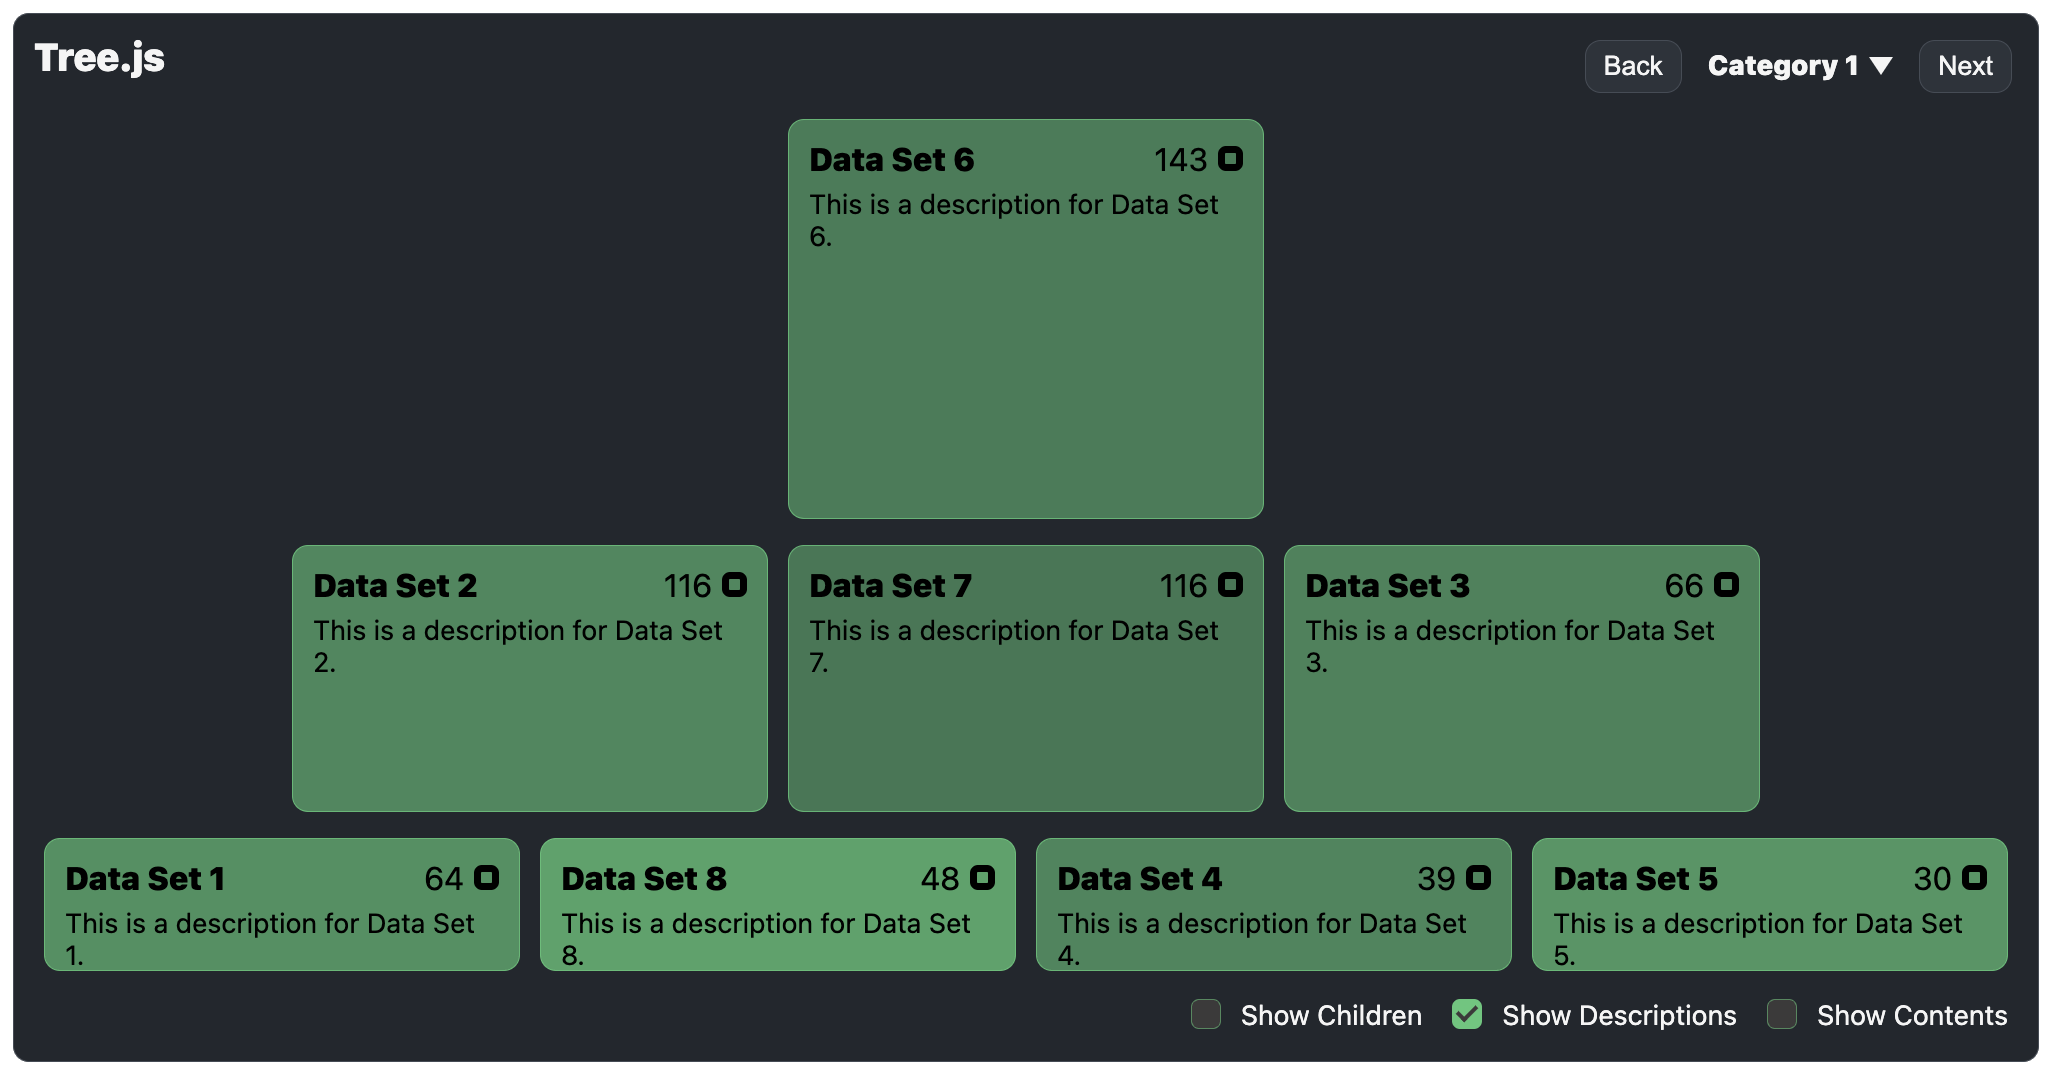 Tree.js
Back Category 1 ▼ Next
Data Set 6 143
This is a description for Data Set
6.
Data Set 2 116
This is a description for Data Set
2.
Data Set 7 116
This is a description for Data Set
7.
Data Set 3 66
This is a description for Data Set
3.
Data Set 1 64
This is a description for Data Set
1.
Data Set 8 48
This is a description for Data Set
8.
Data Set 4 39
This is a description for Data Set
4.
Data Set 5 30
This is a description for Data Set
5.
Show Children Show Descriptions Show Contents